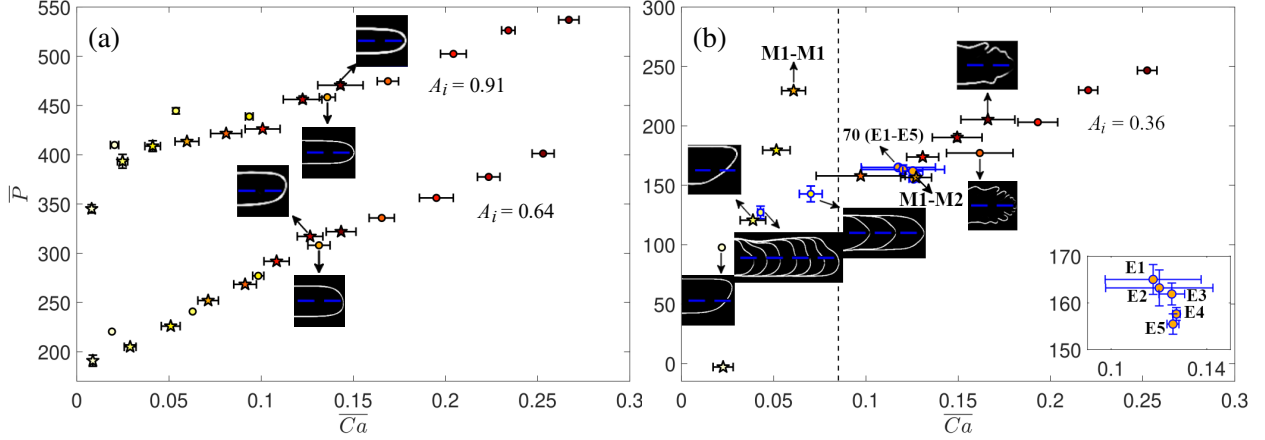 (a)
550
500
450
400
350
300
250
200
P
A_i = 0.91
A_i = 0.64
0 0.05 0.1 0.15 0.2 0.25 0.3
Ca
(b)
300
250
200
150
100
50
0
M1-M1
70 (E1-E5)
M1-M2
A_i = 0.36
170
160
150
E1
E2
E3
E4
E5
0.1 0.14
0 0.05 0.1 0.15 0.2 0.25 0.3
Ca